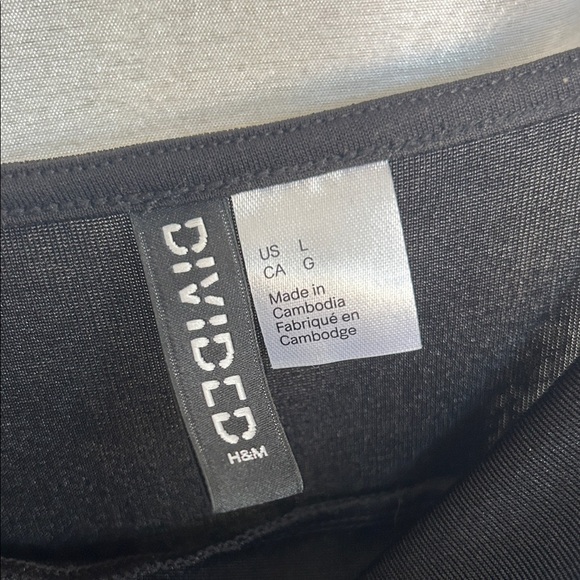 DIVIDED
H&M
US L
CA G
Made in
Cambodia
Fabriqué en
Cambodge